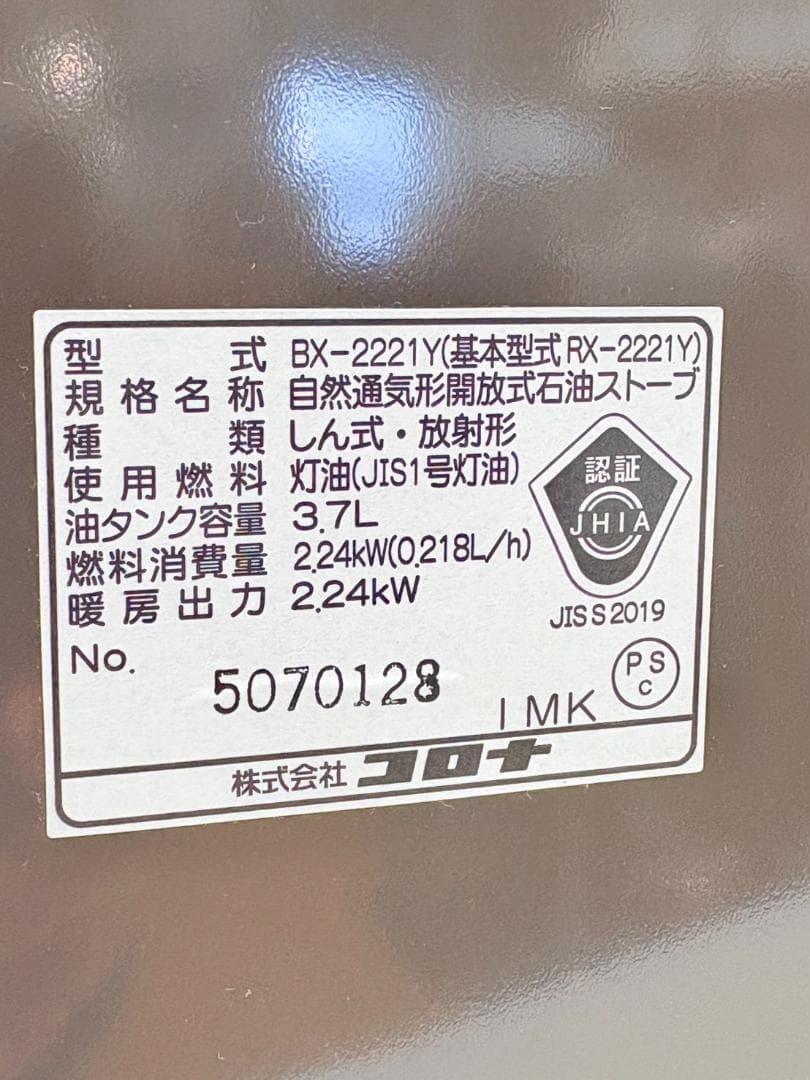 型式 BX-2221Y(基本型式RX-2221Y)
規格名称 自然通気形開放式石油ストーブ
種類 しん式・放射形
使用燃料 灯油(JIS1号灯油)
油タンク容量 3.7L
燃料消費量 2.24kW(0.218L/h)
暖房出力 2.24kW
認証
JHIA
JIS S 2019
No. 5070128
IMK
PS
C
株式会社コロナ